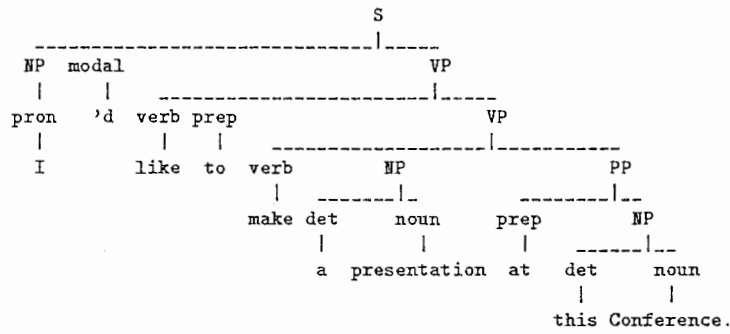 S
NP modal VP
pron 'd verb prep VP
I like to verb NP PP
make det noun prep NP
a presentation at det noun
this Conference.